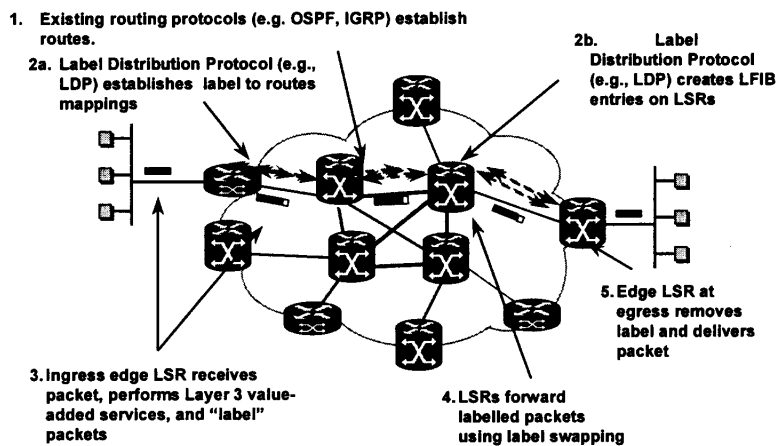 1. Existing routing protocols (e.g. OSPF, IGRP) establish
routes.
2a. Label Distribution Protocol (e.g.,
LDP) establishes label to routes
mappings
2b. Label
Distribution Protocol
(e.g., LDP) creates LFIB
entries on LSRs
3. Ingress edge LSR receives
packet, performs Layer 3 value-
added services, and “label”
packets
4. LSRs forward
labelled packets
using label swapping
5. Edge LSR at
egress removes
label and delivers
packet